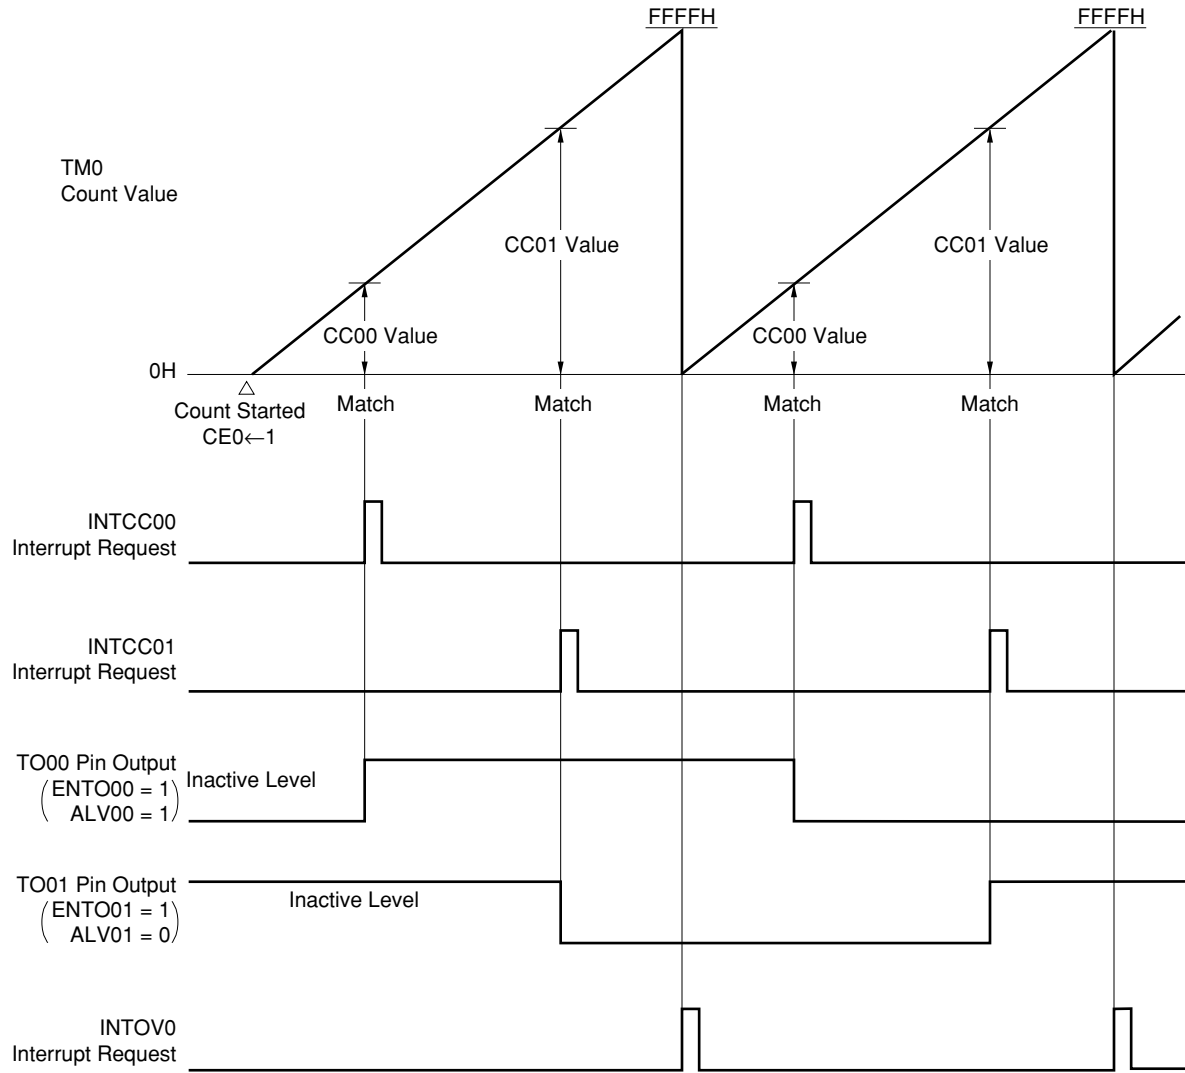 FFFFH
FFFFH
TM0
Count Value
CC01 Value
CC01 Value
CC00 Value
CC00 Value
0H
Count Started
CE0←1
Match
Match
Match
Match
INTCC00
Interrupt Request
INTCC01
Interrupt Request
TO00 Pin Output
(ENTO00 = 1
ALV00 = 1)
Inactive Level
TO01 Pin Output
(ENTO01 = 1
ALV01 = 0)
Inactive Level
INTOV0
Interrupt Request